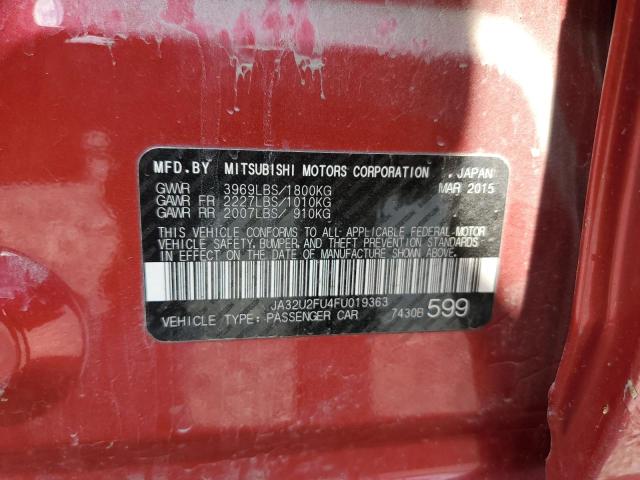 MFD.BY MITSUBISHI MOTORS CORPORATION , JAPAN
GVWR 3969LBS/1800KG MAR 2015
GAWR FR 2227LBS/1010KG
GAWR RR 2007LBS/ 910KG
THIS VEHICLE CONFORMS TO ALL APPLICABLE FEDERAL MOTOR
VEHICLE SAFETY, BUMPER, AND THEFT PREVENTION STANDARDS
IN EFFECT ON THE DATE OF MANUFACTURE SHOWN ABOVE.
JA32U2FU4FU019363
VEHICLE TYPE: PASSENGER CAR 7430B 599